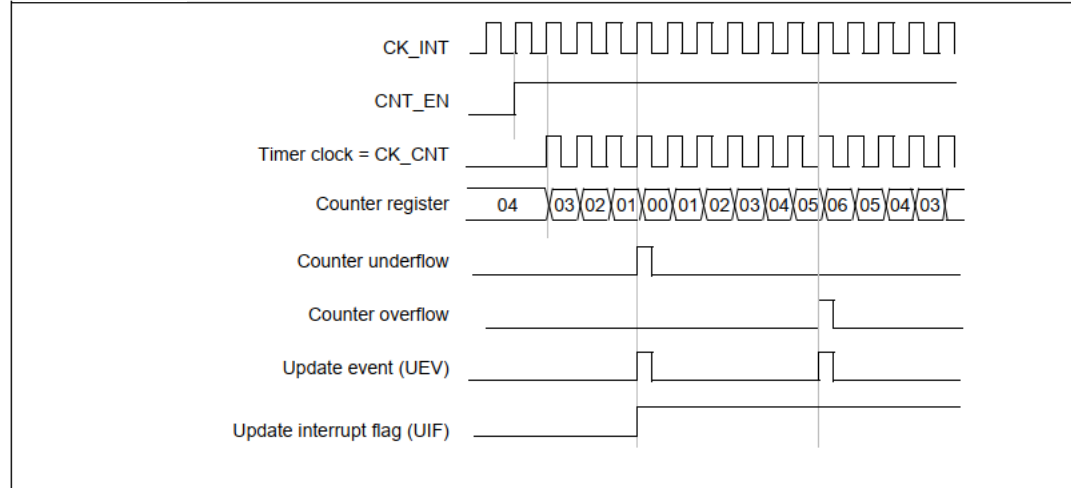 CK_INT
CNT_EN
Timer clock = CK_CNT
Counter register 04 03 02 01 00 01 02 03 04 05 06 05 04 03
Counter underflow
Counter overflow
Update event (UEV)
Update interrupt flag (UIF)